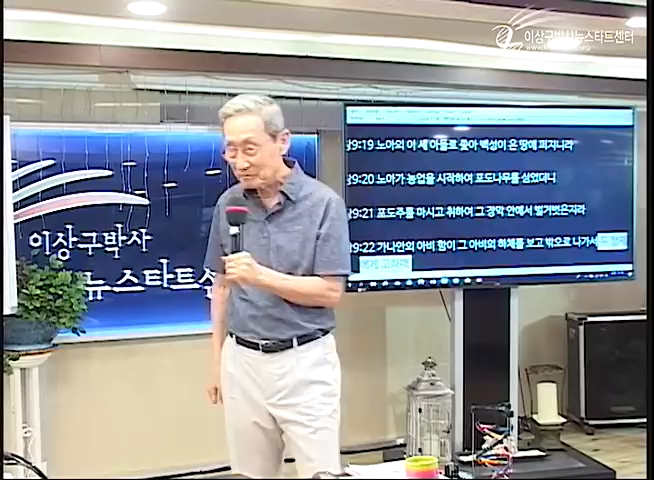 이상구박사뉴스타트센터
9:19 노아의 이 세 아들로 좇아 백성이 온 땅에 퍼지니라
9:20 노아가 농업을 시작하여 포도나무를 심었더니
9:21 포도주를 마시고 취하여 그 장막 안에서 벌거벗은지라
9:22 가나안의 아비 함이 그 아비의 하체를 보고 밖으로 나가서
이상구박사
뉴스타트